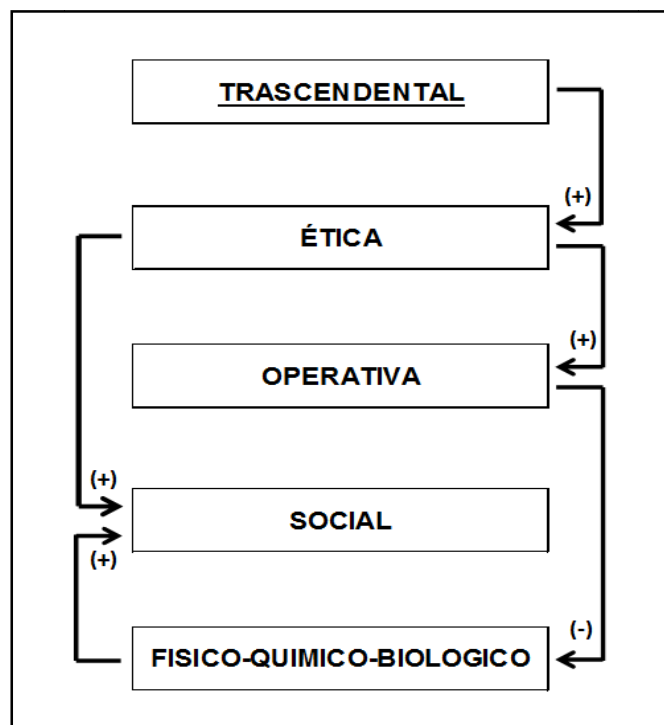 TRASCENDENTAL
(+)
ÉTICA
(+)
OPERATIVA
(+)
SOCIAL
(+)
(-)
FISICO-QUIMICO-BIOLOGICO